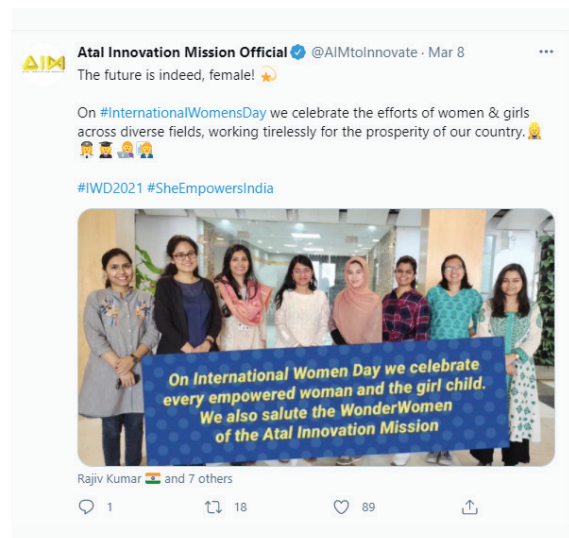 AIM
Atal Innovation Mission Official @AIMtoInnovate · Mar 8 ...
The future is indeed, female!
On #InternationalWomensDay we celebrate the efforts of women & girls
across diverse fields, working tirelessly for the prosperity of our country.
#IWD2021 #SheEmpowersIndia
On International Women Day we celebrate
every empowered woman and the girl child.
We also salute the WonderWomen
of the Atal Innovation Mission
Rajiv Kumar and 7 others
1 18 89